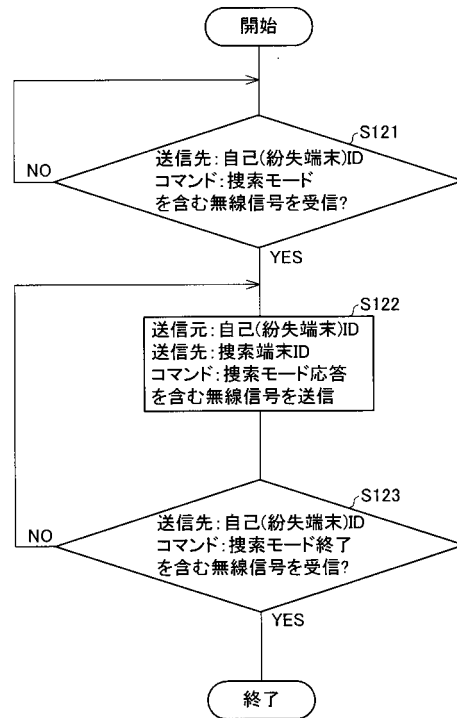 開始
S121
送信先:自己(紛失端末)ID
コマンド:捜索モード
を含む無線信号を受信?
NO
YES
S122
送信元:自己(紛失端末)ID
送信先:捜索端末ID
コマンド:捜索モード応答
を含む無線信号を送信
S123
送信先:自己(紛失端末)ID
コマンド:捜索モード終了
を含む無線信号を受信?
NO
YES
終了